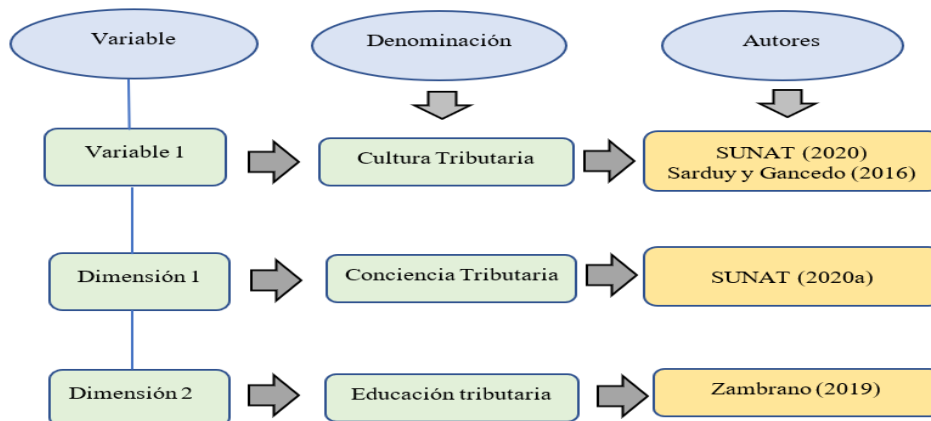 Variable
Denominación
Autores
Variable 1
Cultura Tributaria
SUNAT (2020)
Sarduy y Gancedo (2016)
Dimensión 1
Conciencia Tributaria
SUNAT (2020a)
Dimensión 2
Educación tributaria
Zambrano (2019)